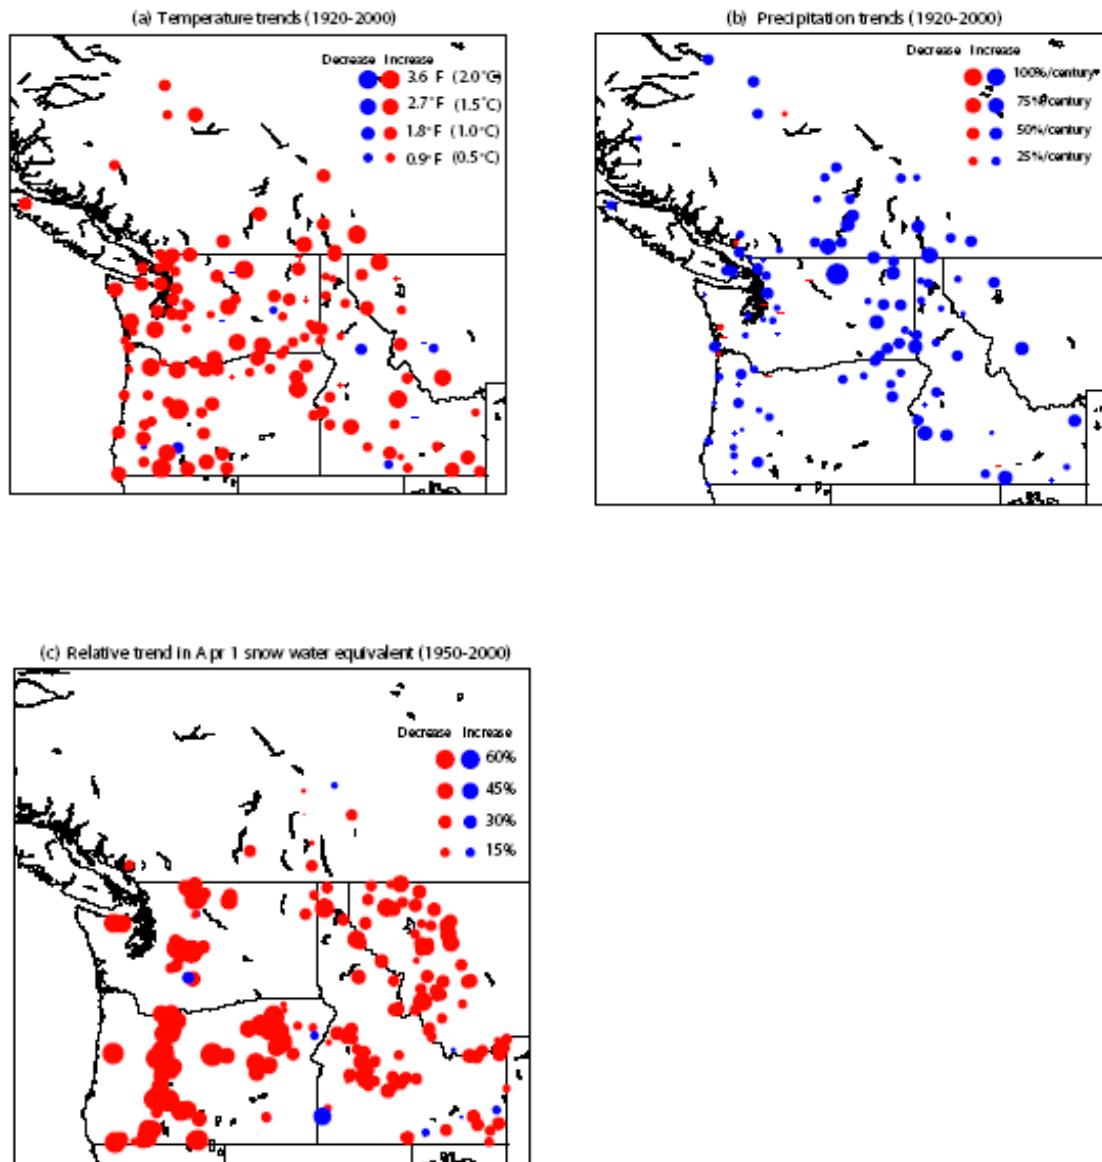 (a) Temperature trends (1920-2000)
Decrease Increase
3.6 °F (2.0°C)
2.7°F (1.5°C)
1.8°F (1.0°C)
0.9°F (0.5°C)
(b) Precipitation trends (1920-2000)
Decrease Increase
100%/century
75%/century
50%/century
25%/century
(c) Relative trend in Apr 1 snow water equivalent (1950-2000)
Decrease Increase
60%
45%
30%
15%